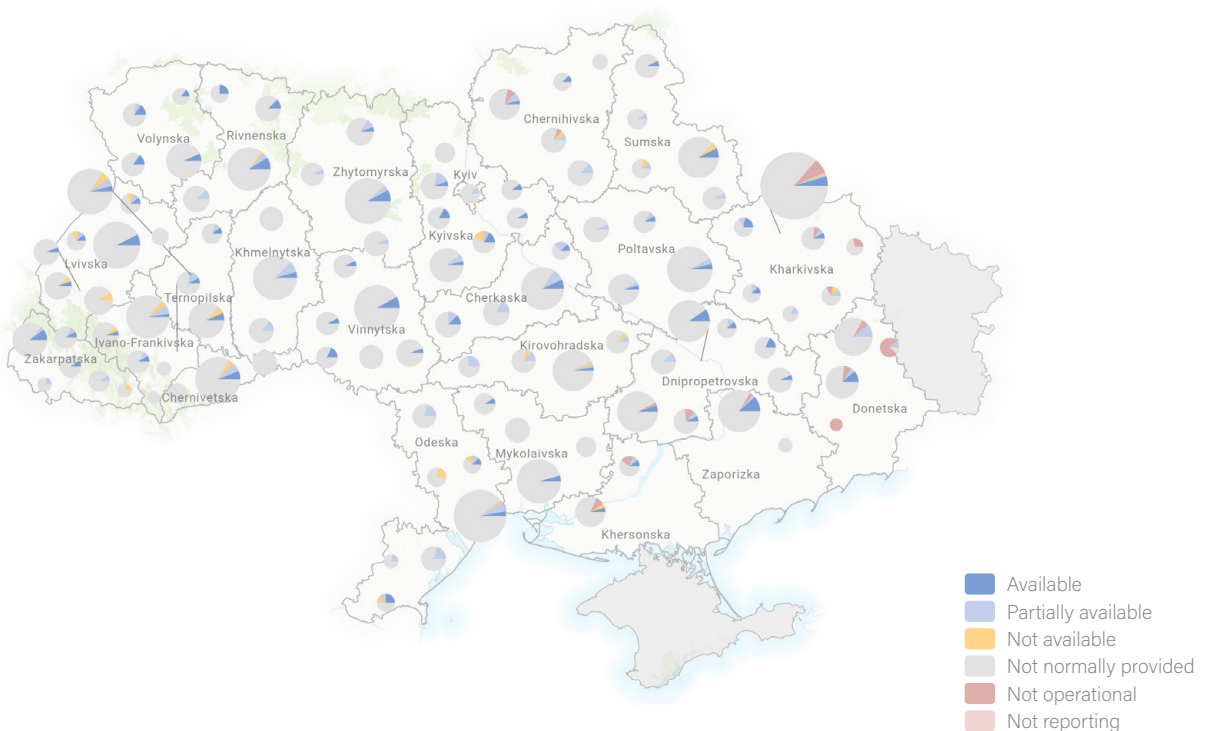 Chernihivska
Volynska
Rivnenska
Sumska
Zhytomyrska
Kyiv
Kyivska
Poltavska
Khmelnytska
Lvivska
Kharkivska
Ternopilska
Cherkaska
Vinnytska
Ivano-Frankivska
Kirovohradska
Zakarpatska
Dnipropetrovska
Chernivetska
Donetska
Odeska
Mykolaivska
Zaporizka
Khersonska
Available
Partially available
Not available
Not normally provided
Not operational
Not reporting